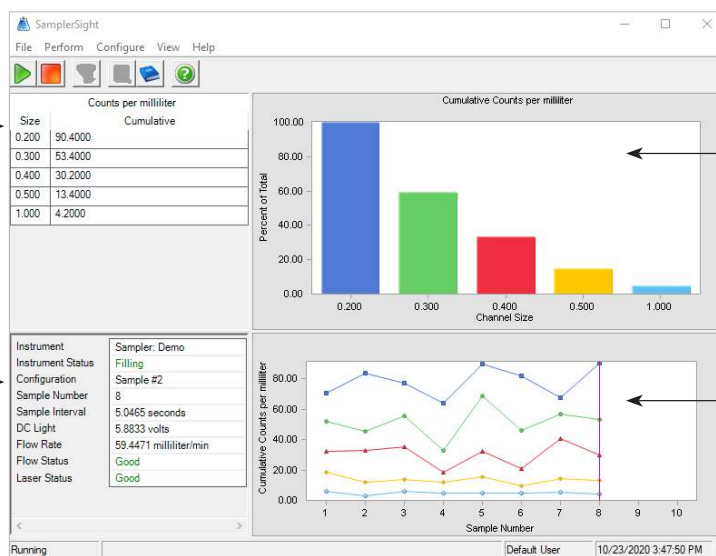 SamplerSight
File Perform Configure View Help
Counts per milliliter
Size Cumulative
0.200 90.4000
0.300 53.4000
0.400 30.2000
0.500 13.4000
1.000 4.2000
Cumulative Counts per milliliter
Percent of Total
100.00
80.00
60.00
40.00
20.00
0.00
0.200 0.300 0.400 0.500 1.000
Channel Size
Instrument Sampler: Demo
Instrument Status Filling
Configuration Sample #2
Sample Number 8
Sample Interval 5.0465 seconds
DC Light 5.8833 volts
Flow Rate 59.4471 milliliter/min
Flow Status Good
Laser Status Good
Cumulative Counts per milliliter
80.00
60.00
40.00
20.00
0.00
1 2 3 4 5 6 7 8 9 10
Sample Number
Running Default User 10/23/2020 3:47:50 PM